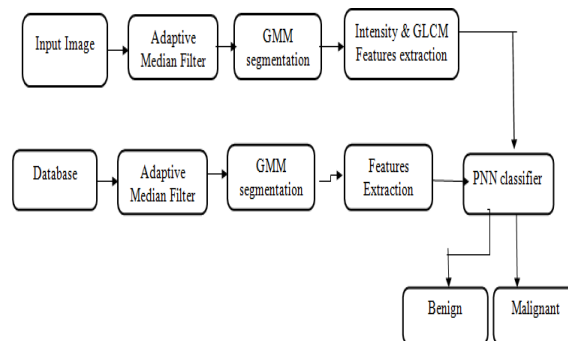 Input Image
Adaptive
Median Filter
GMM
segmentation
Intensity & GLCM
Features extraction
Database
Adaptive
Median Filter
GMM
segmentation
Features
Extraction
PNN classifier
Benign
Malignant